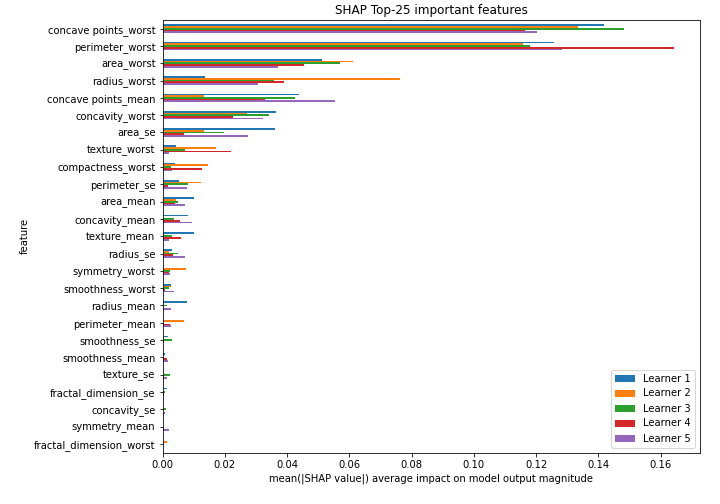 SHAP Top-25 important features
concave points_worst
perimeter_worst
area_worst
radius_worst
concave points_mean
concavity_worst
area_se
texture_worst
compactness_worst
perimeter_se
area_mean
concavity_mean
texture_mean
radius_se
symmetry_worst
smoothness_worst
radius_mean
perimeter_mean
smoothness_se
smoothness_mean
texture_se
fractal_dimension_se
concavity_se
symmetry_mean
fractal_dimension_worst
feature
Learner 1
Learner 2
Learner 3
Learner 4
Learner 5
0.00 0.02 0.04 0.06 0.08 0.10 0.12 0.14 0.16
mean(|SHAP value|) average impact on model output magnitude